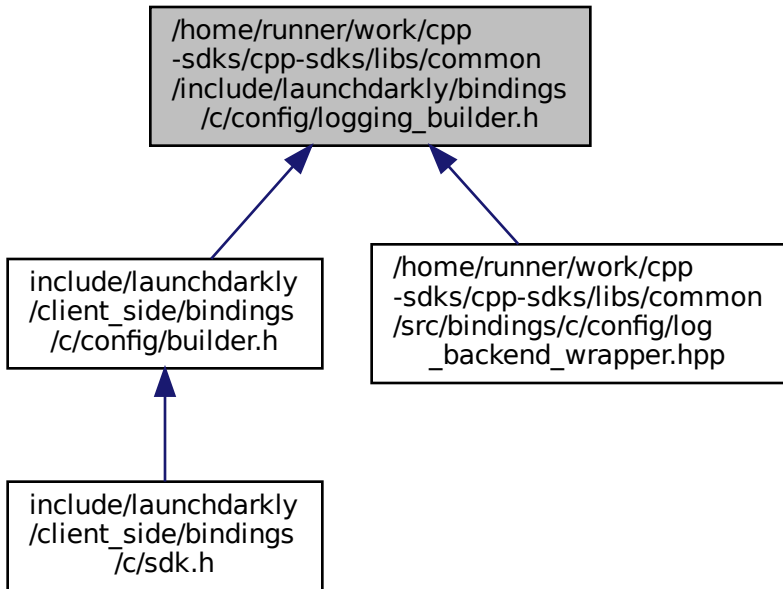 /home/runner/work/cpp
-sdks/cpp-sdks/libs/common
/include/launchdarkly/bindings
/c/config/logging_builder.h
include/launchdarkly
/client_side/bindings
/c/config/builder.h
/home/runner/work/cpp
-sdks/cpp-sdks/libs/common
/src/bindings/c/config/log
_backend_wrapper.hpp
include/launchdarkly
/client_side/bindings
/c/sdk.h